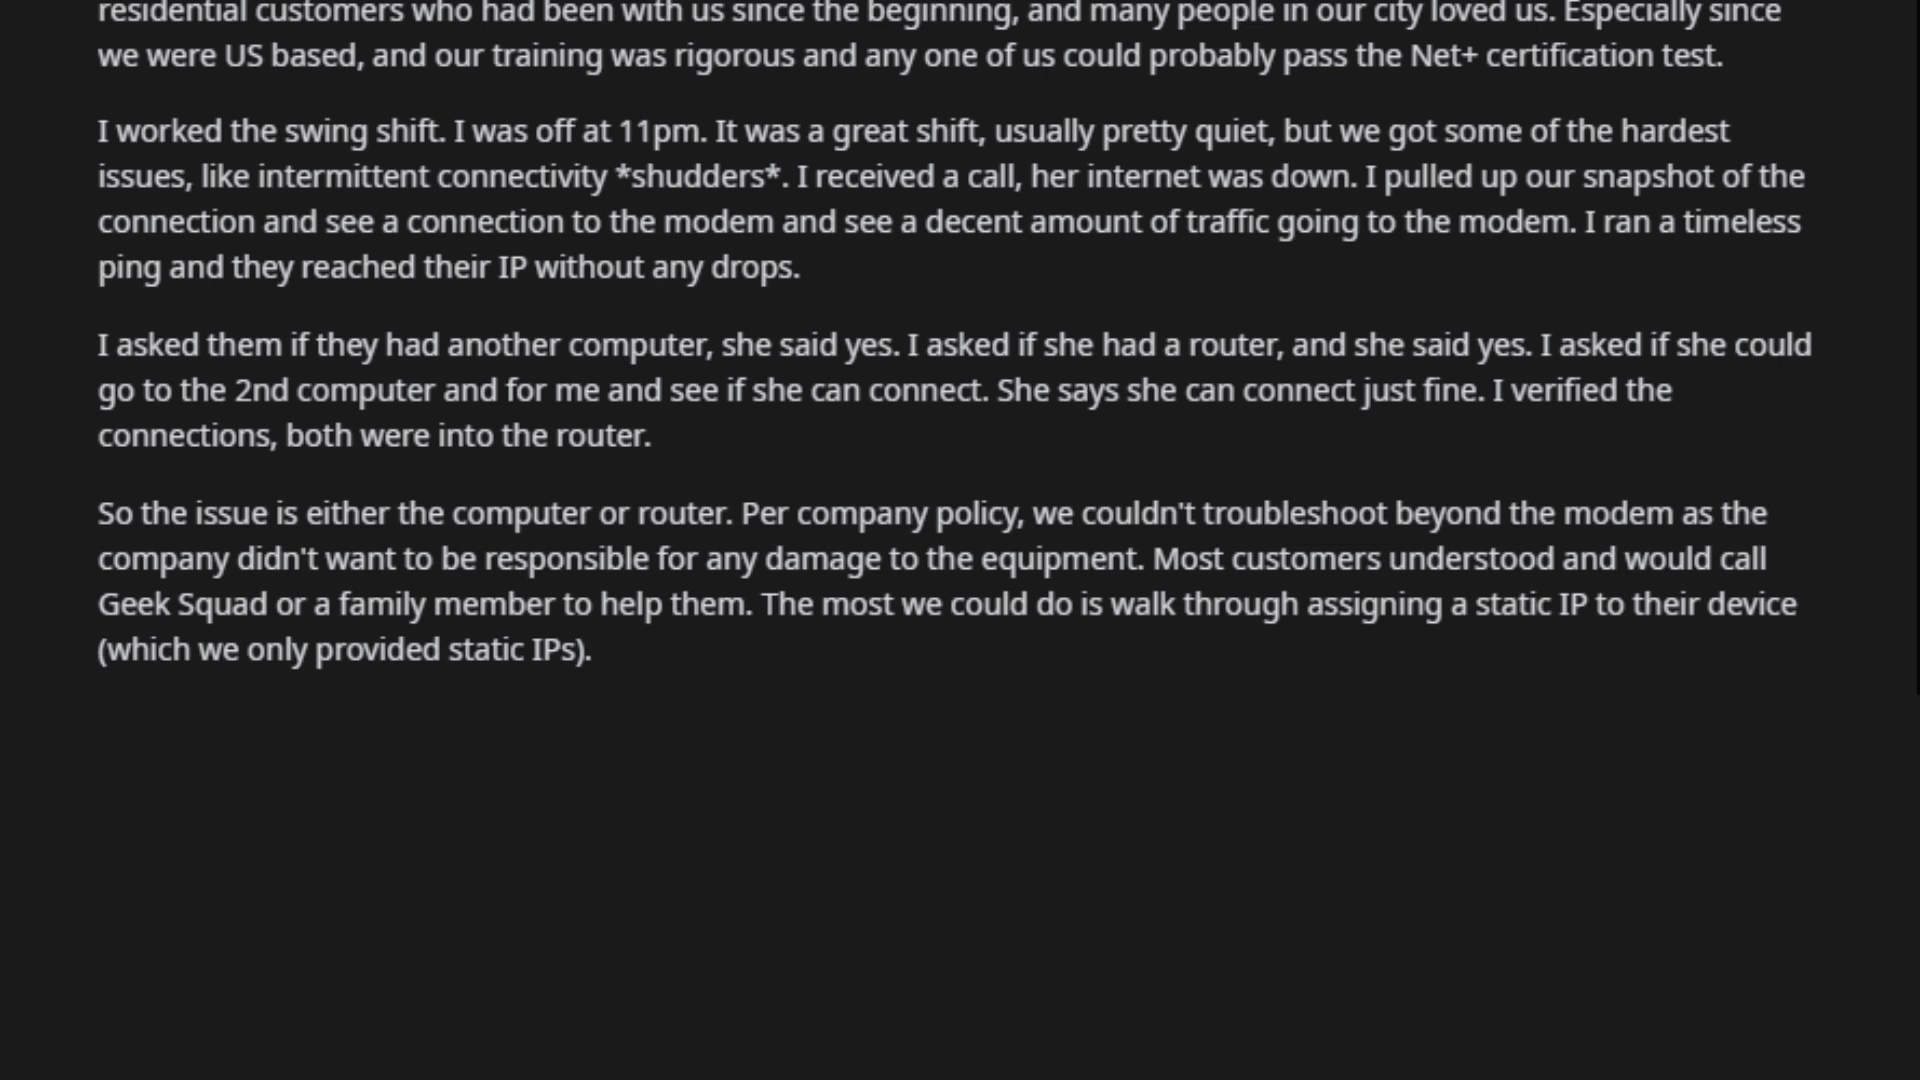 residential customers who had been with us since the beginning, and many people in our city loved us. Especially since
we were US based, and our training was rigorous and any one of us could probably pass the Net+ certification test.
I worked the swing shift. I was off at 11pm. It was a great shift, usually pretty quiet, but we got some of the hardest
issues, like intermittent connectivity *shudders*. I received a call, her internet was down. I pulled up our snapshot of the
connection and see a connection to the modem and see a decent amount of traffic going to the modem. I ran a timeless
ping and they reached their IP without any drops.
I asked them if they had another computer, she said yes. I asked if she had a router, and she said yes. I asked if she could
go to the 2nd computer and for me and see if she can connect. She says she can connect just fine. I verified the
connections, both were into the router.
So the issue is either the computer or router. Per company policy, we couldn't troubleshoot beyond the modem as the
company didn't want to be responsible for any damage to the equipment. Most customers understood and would call
Geek Squad or a family member to help them. The most we could do is walk through assigning a static IP to their device
(which we only provided static IPs).